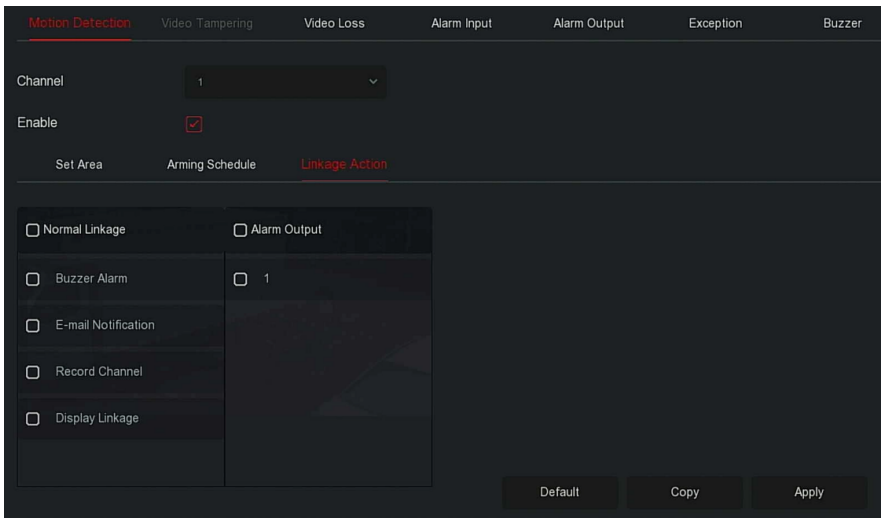 Motion Detection Video Tampering Video Loss Alarm Input Alarm Output Exception Buzzer
Channel 1
Enable
Set Area Arming Schedule Linkage Action
Normal Linkage Alarm Output
Buzzer Alarm 1
E-mail Notification
Record Channel
Display Linkage
Default Copy Apply